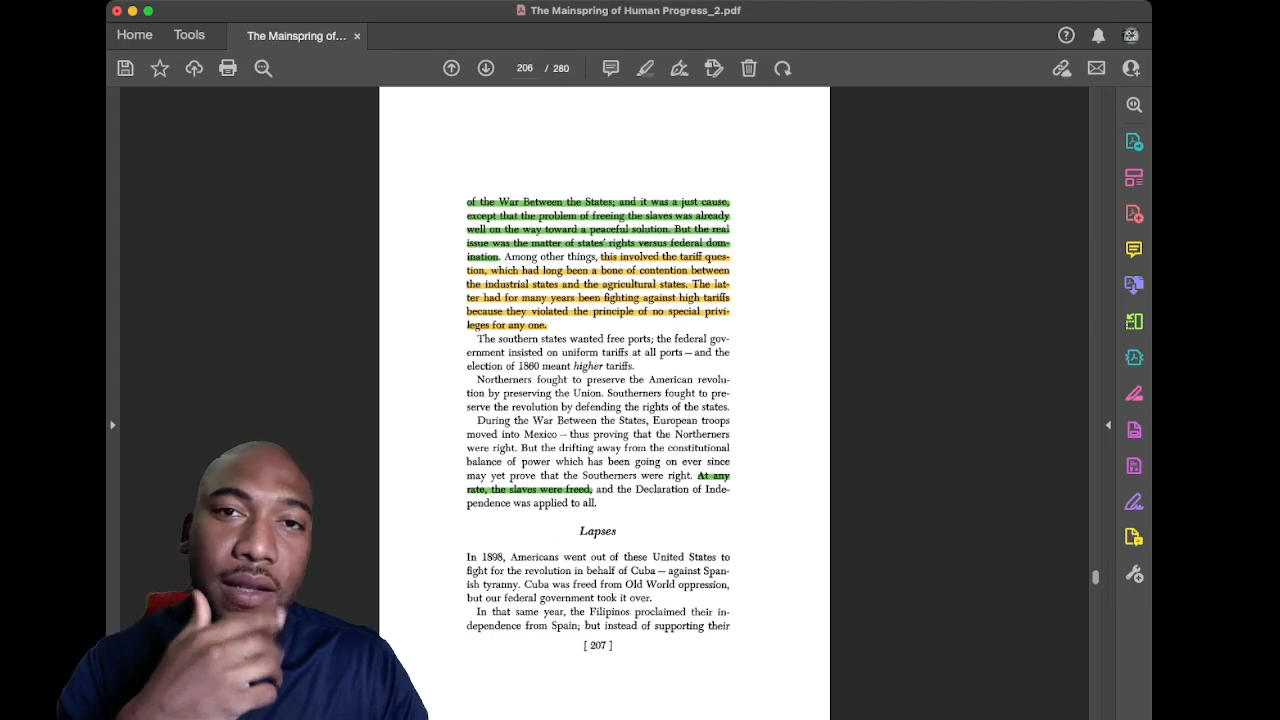 The Mainspring of Human Progress_2.pdf
Home Tools The Mainspring of... ×
206 / 280
of the War Between the States; and it was a just cause,
except that the problem of freeing the slaves was already
well on the way toward a peaceful solution. But the real
issue was the matter of states' rights versus federal dom-
ination. Among other things, this involved the tariff ques-
tion, which had long been a bone of contention between
the industrial states and the agricultural states. The lat-
ter had for many years been fighting against high tariffs
because they violated the principle of no special privi-
leges for any one.
The southern states wanted free ports; the federal gov-
ernment insisted on uniform tariffs at all ports—and the
election of 1860 meant higher tariffs.
Northerners fought to preserve the American revolu-
tion by preserving the Union. Southerners fought to pre-
serve the revolution by defending the rights of the states.
During the War Between the States, European troops
moved into Mexico—thus proving that the Northerners
were right. But the drifting away from the constitutional
balance of power which has been going on ever since
may yet prove that the Southerners were right. At any
rate, the slaves were freed, and the Declaration of Inde-
pendence was applied to all.
Lapses
In 1898, Americans went out of these United States to
fight for the revolution in behalf of Cuba—against Span-
ish tyranny. Cuba was freed from Old World oppression,
but our federal government took it over.
In that same year, the Filipinos proclaimed their in-
dependence from Spain; but instead of supporting their
[ 207 ]